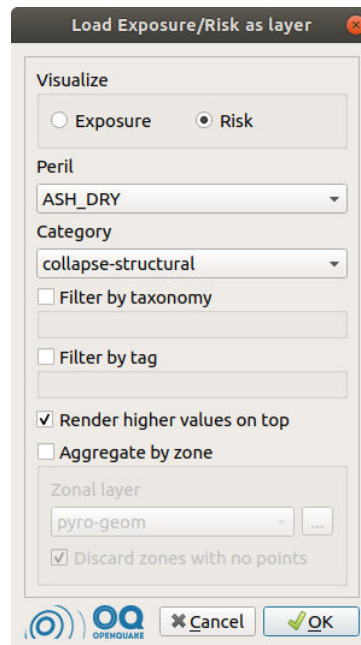 Load Exposure/Risk as layer
Visualize
Exposure Risk
Peril
ASH_DRY
Category
collapse-structural
Filter by taxonomy
Filter by tag
Render higher values on top
Aggregate by zone
Zonal layer
pyro-geom ...
Discard zones with no points
OQ
OPENQUAKE
Cancel OK